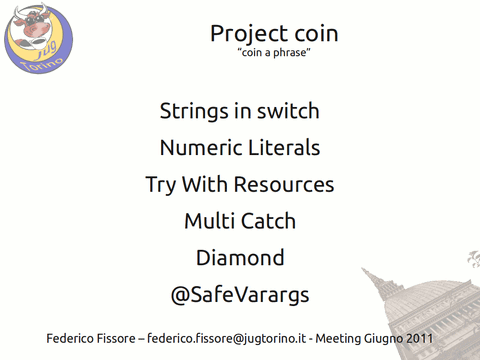 Jug
Torino
Project coin
"coin a phrase"
Strings in switch
Numeric Literals
Try With Resources
Multi Catch
Diamond
@SafeVarargs
Federico Fissore – federico.fissore@jugtorino.it - Meeting Giugno 2011